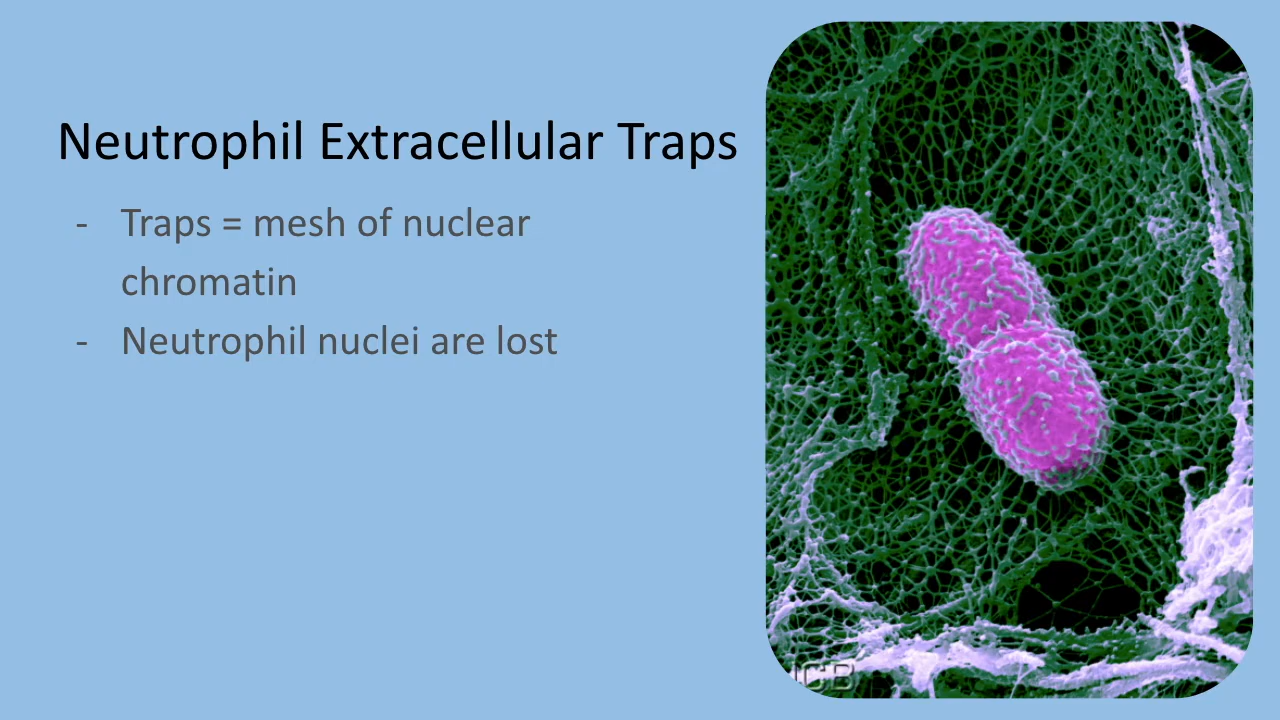 Neutrophil Extracellular Traps
- Traps = mesh of nuclear
chromatin
- Neutrophil nuclei are lost